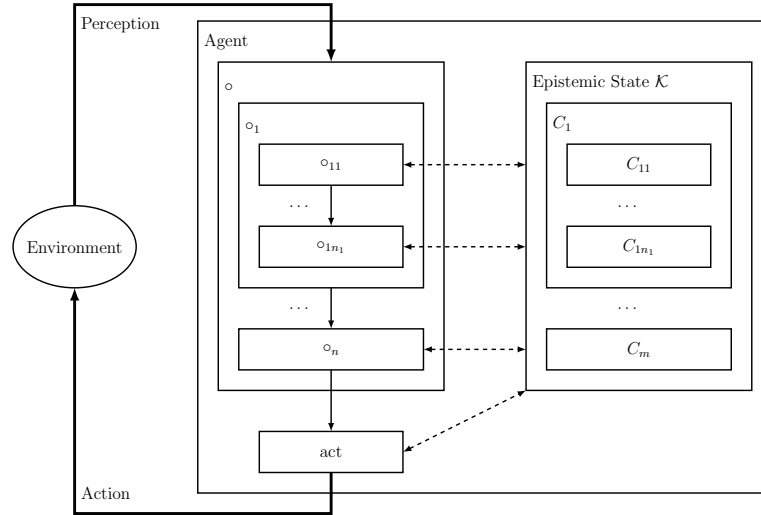 Perception
Agent
∘
Epistemic State 𝒦
∘₁
C₁
∘₁₁
C₁₁
...
...
Environment
∘₁ₙ₁
C₁ₙ₁
...
...
∘ₙ
Cₘ
act
Action